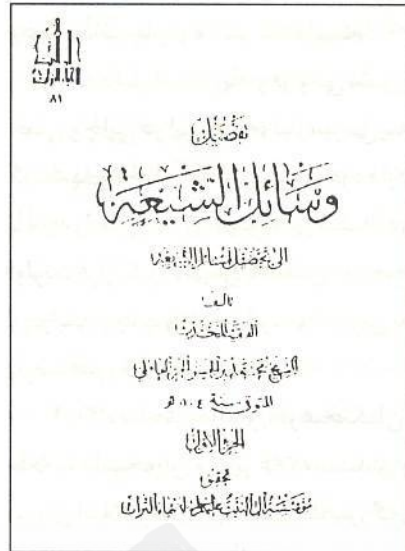 ٨١
تفصيل
وسائل الشيعة
الى تحصيل مسائل الشريعة
تأليف
الفقيه المحدث
الشيخ محمد بن الحسن الحر العاملي
المتوفى سنة ١١٠٤ هـ
الجزء الأول
تحقيق
مؤسسة آل البيت عليهم السلام لإحياء التراث